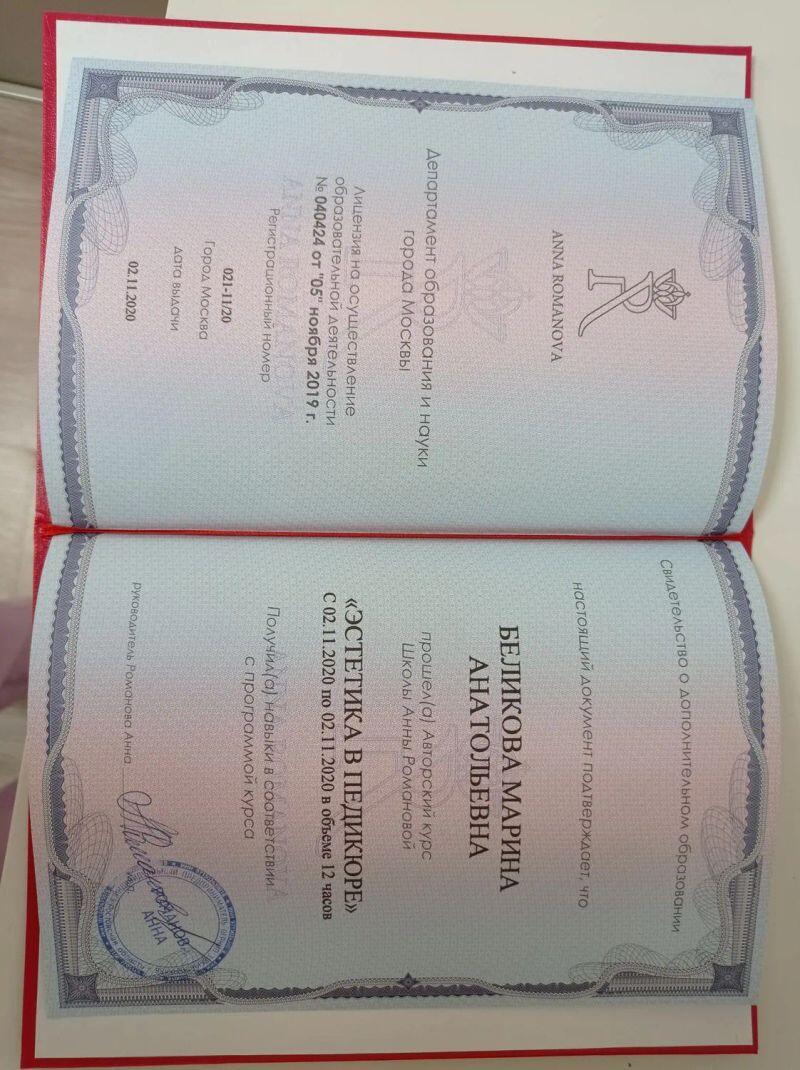 ANNA ROMANOVA
Департамент образования и науки
города Москвы
Лицензия на осуществление
образовательной деятельности
№ 040424 от "05" ноября 2019 г.
Регистрационный номер
021-11/20
Город Москва
дата выдачи
02.11.2020
Свидетельство о дополнительном образовании
настоящий документ подтверждает, что
БЕЛИКОВА МАРИНА
АНАТОЛЬЕВНА
прошел(а) Авторский курс
Школы Анны Романовой
«ЭСТЕТИКА В ПЕДИКЮРЕ»
С 02.11.2020 по 02.11.2020 в объеме 12 часов
Получил(а) навыки в соответствии
с программой курса
руководитель Романова Анна
РОМАНОВА
АННА